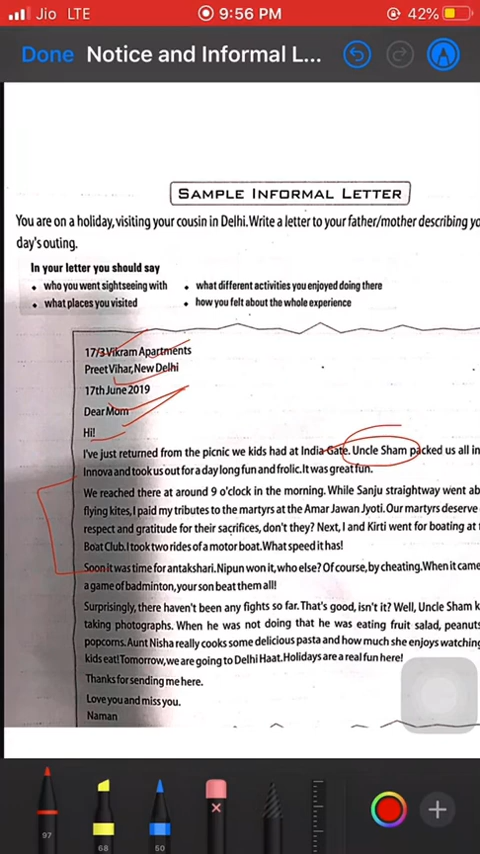 Jio LTE 9:56 PM 42%
Done Notice and Informal L...
SAMPLE INFORMAL LETTER
You are on a holiday, visiting your cousin in Delhi. Write a letter to your father/mother describing
day's outing.
In your letter you should say
• who you went sightseeing with • what different activities you enjoyed doing there
• what places you visited • how you felt about the whole experience
17/3 Vikram Apartments
Preet Vihar, New Delhi
17th June 2019
Dear Mom
Hi!
I've just returned from the picnic we kids had at India Gate. Uncle Sham packed us all in
Innova and took us out for a day long fun and frolic. It was great fun.
We reached there at around 9 o'clock in the morning. While Sanju straightway went
flying kites, I paid my tributes to the martyrs at the Amar Jawan Jyoti. Our martyrs deserve
respect and gratitude for their sacrifices, don't they? Next, I and Kirti went for boating at
Boat Club. I took two rides of a motor boat. What speed it has!
Soon it was time for antakshari. Nipun won it, who else? Of course, by cheating. When it came
a game of badminton, your son beat them all!
Surprisingly, there haven't been any fights so far. That's good, isn't it? Well, Uncle Sham k
taking photographs. When he was not doing that he was eating fruit salad, peanuts
popcorns. Aunt Nisha really cooks some delicious pasta and how much she enjoys watching
kids eat! Tomorrow, we are going to Delhi Haat. Holidays are a real fun here!
Thanks for sending me here.
Love you and miss you.
Naman
97 68 50